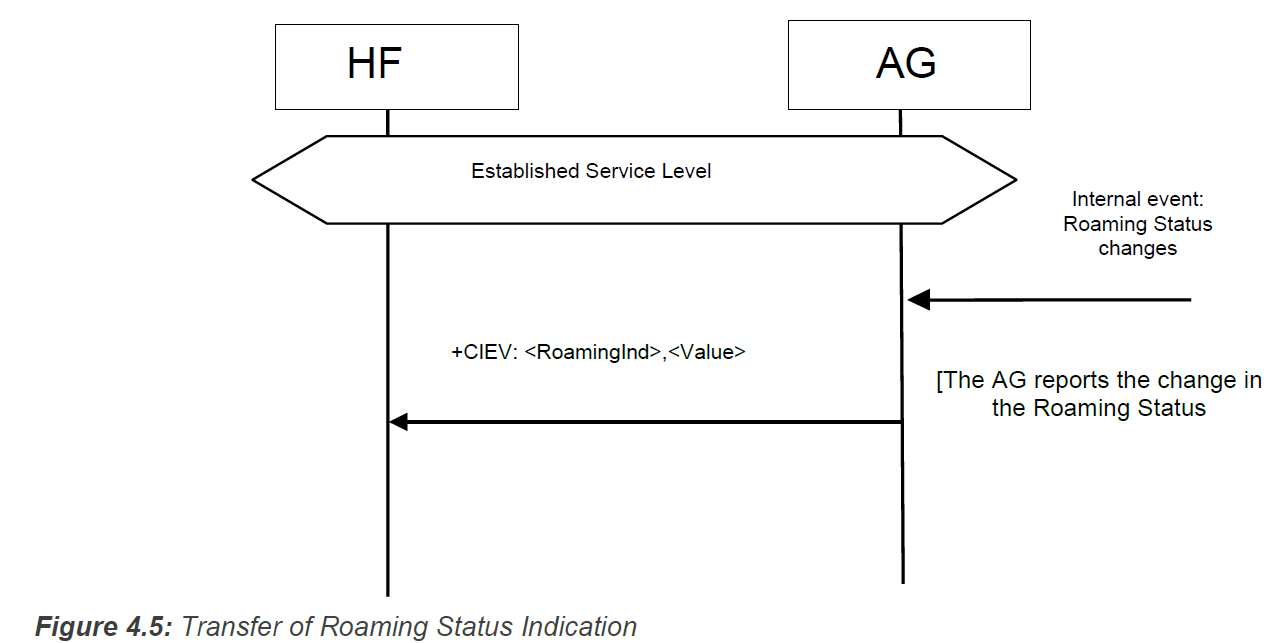 HF
AG
Established Service Level
Internal event:
Roaming Status
changes
+CIEV: <RoamingInd>,<Value>
[The AG reports the change in
the Roaming Status
Figure 4.5: Transfer of Roaming Status Indication